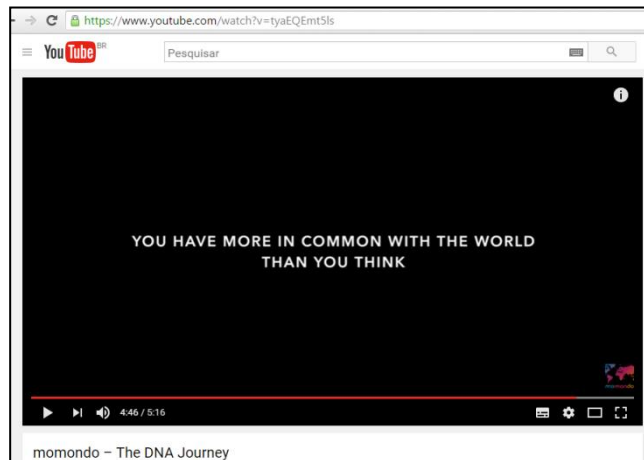 https://www.youtube.com/watch?v=tyaEQEmt5ls
YouTube BR
Pesquisar
YOU HAVE MORE IN COMMON WITH THE WORLD
THAN YOU THINK
momondo
4:46 / 5:16
momondo – The DNA Journey